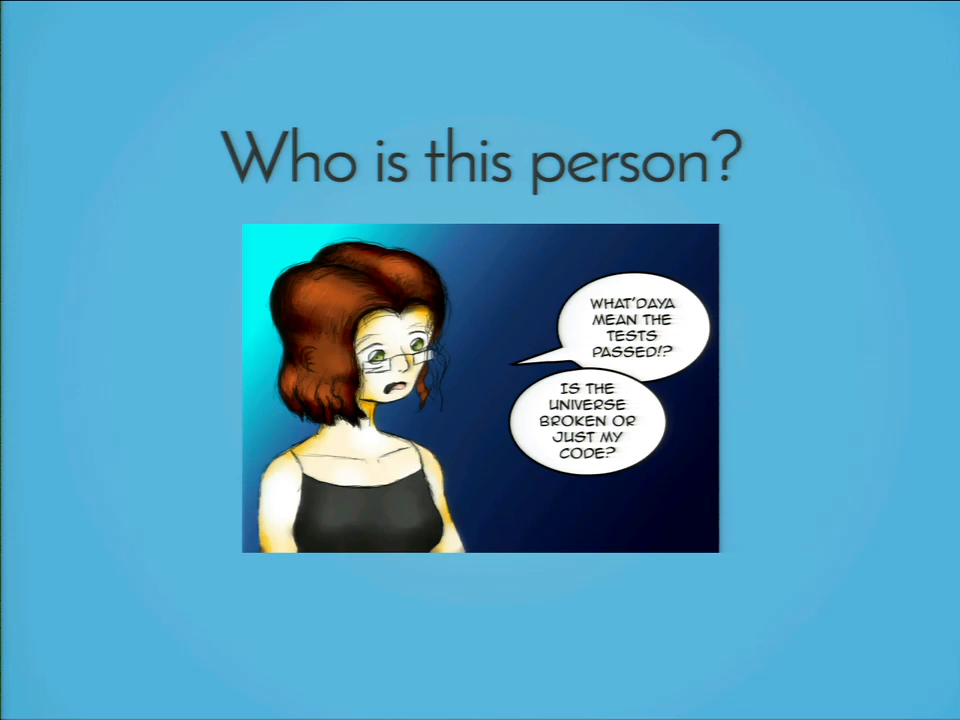 Who is this person?
WHAT'DAYA
MEAN THE
TESTS
PASSED!?
IS THE
UNIVERSE
BROKEN OR
JUST MY
CODE?